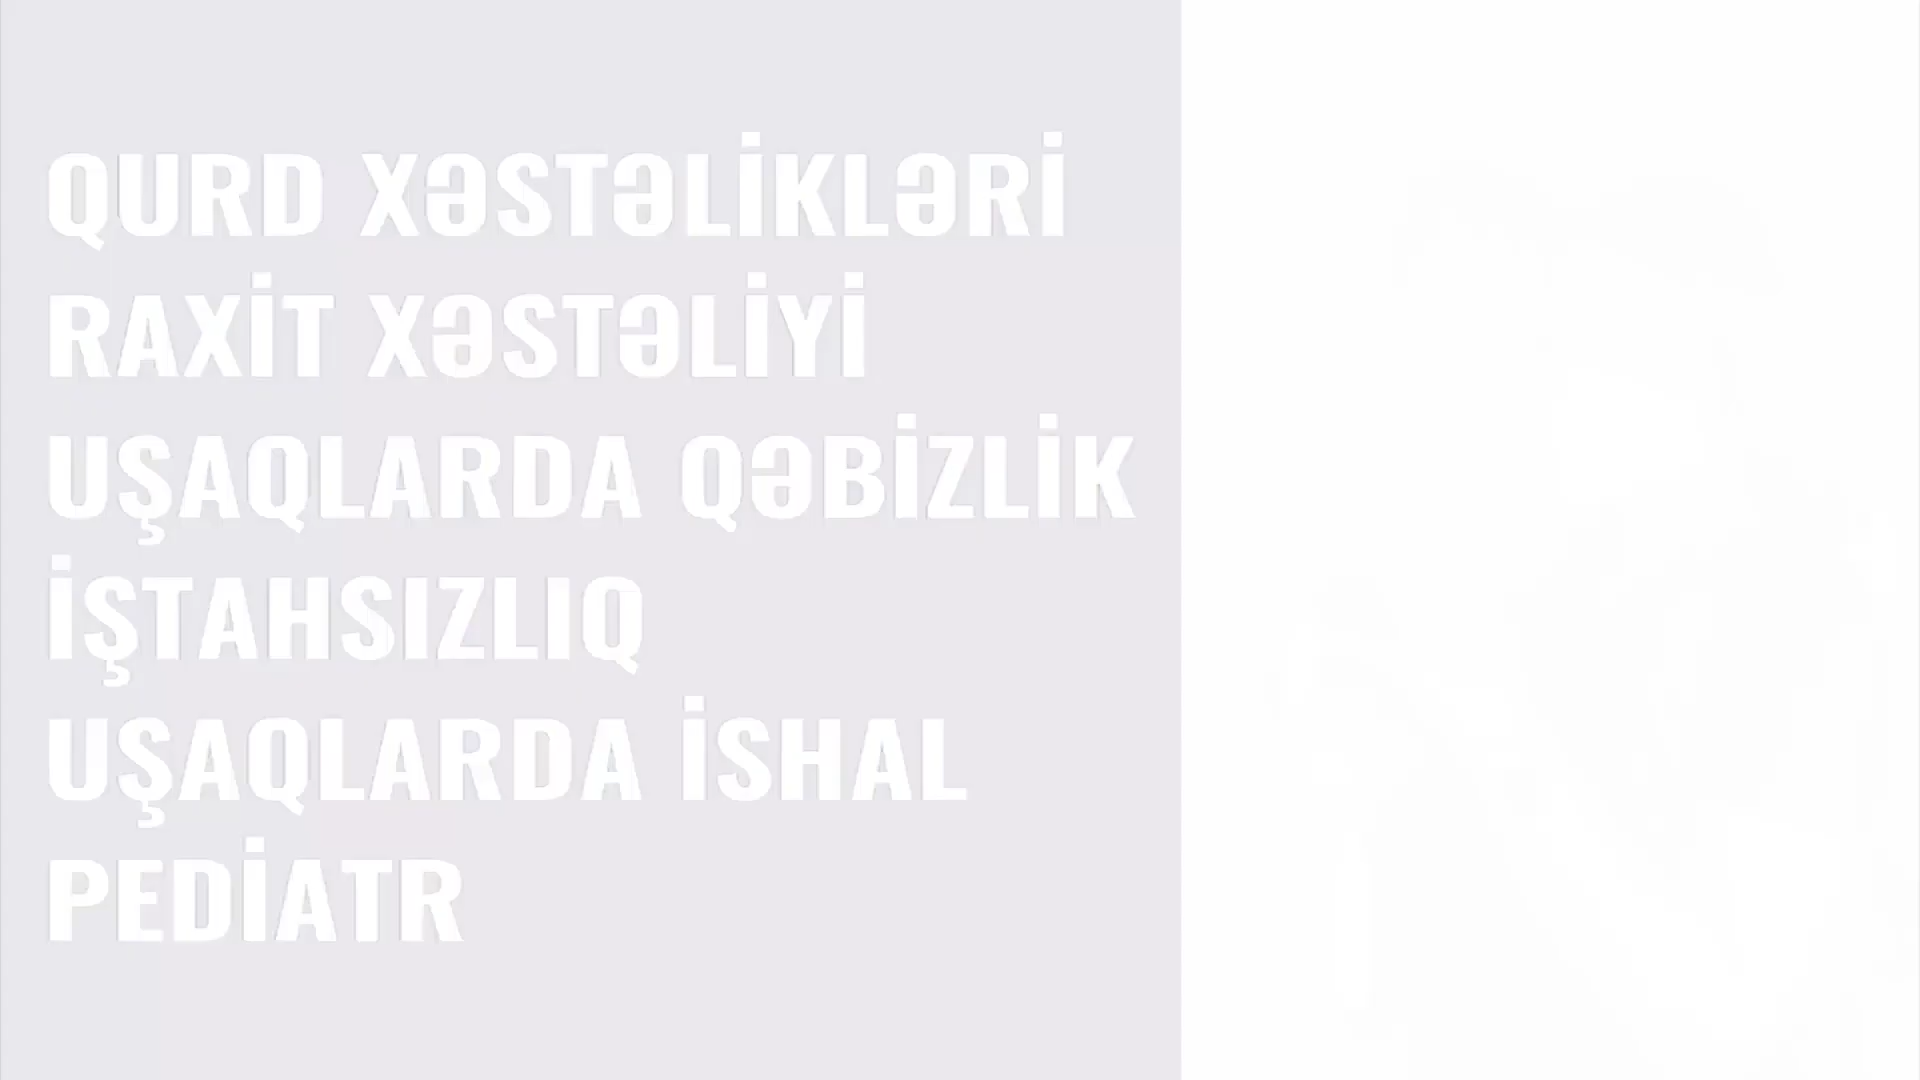 QURD XƏSTƏLİKLƏRİ
RAXİT XƏSTƏLİYİ
UŞAQLARDA QƏBİZLİK
İŞTAHSIZLIQ
UŞAQLARDA İSHAL
PEDİATR